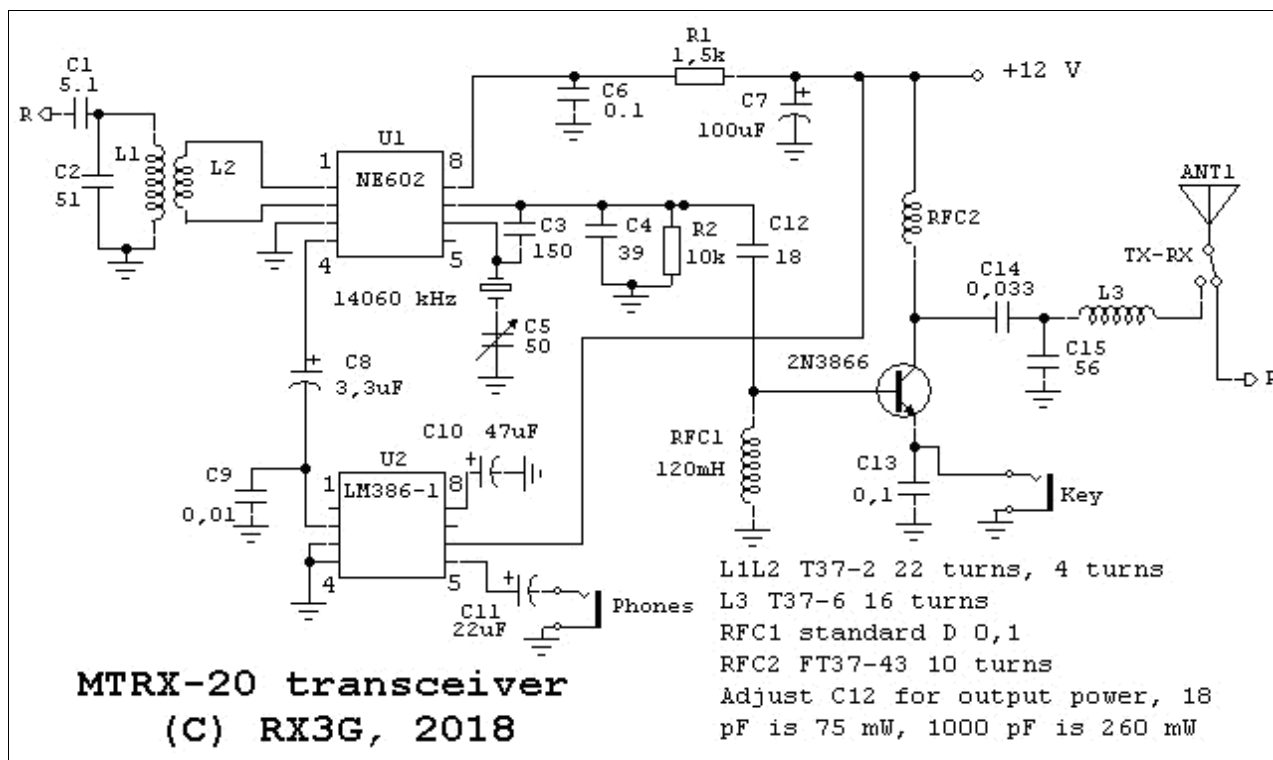 R1
1,5k
+12 V
C1
5.1
R
C6
0.1
C7
100uF
+
U1
1
8
NE602
L1
L2
C2
51
4
5
C3
150
C4
39
R2
10k
C12
18
RFC2
ANT1
TX-RX
C14
0,033
L3
14060 kHz
C5
50
C15
56
2N3866
R
+
C8
3,3uF
C10 47uF
+
RFC1
120mH
U2
1
8
LM386-1
C9
0,01
C13
0,1
Key
4
5
+
C11
22uF
Phones
L1L2 T37-2 22 turns, 4 turns
L3 T37-6 16 turns
RFC1 standard D 0,1
RFC2 FT37-43 10 turns
Adjust C12 for output power, 18
pF is 75 mW, 1000 pF is 260 mW
MTRX-20 transceiver
(C) RX3G, 2018